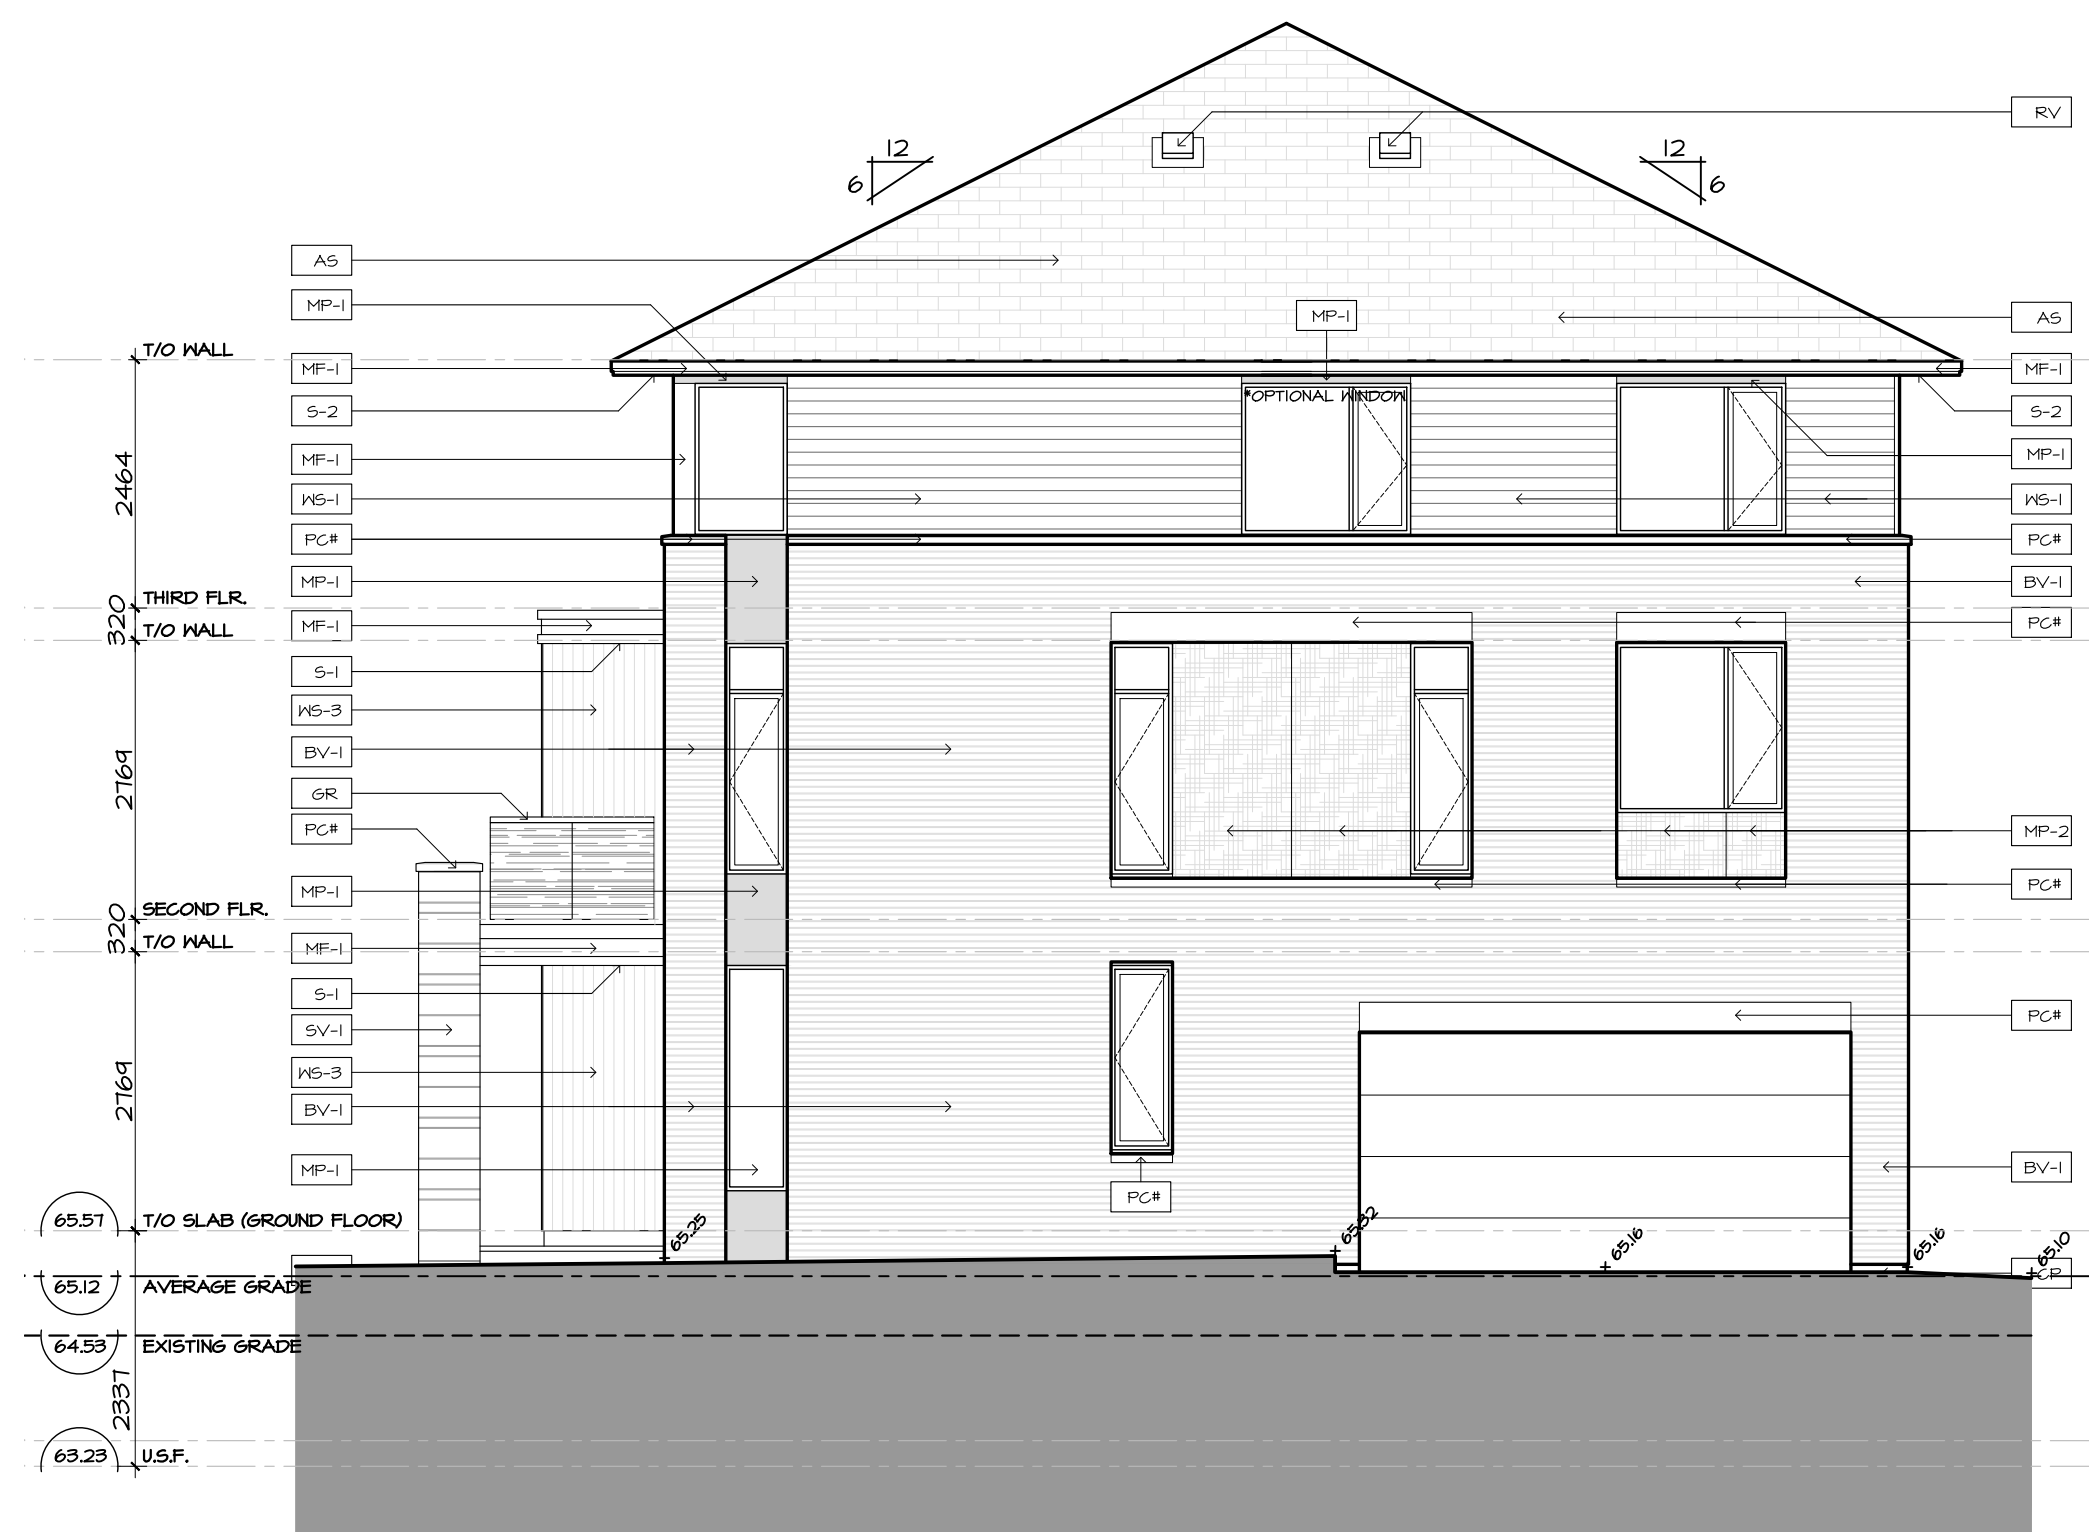 RV
12
6
12
6
AS
MP-1
MP-1
AS
T/O WALL
MF-1
MF-1
*OPTIONAL WINDOW
S-2
S-2
MF-1
MP-1
2464
WS-1
WS-1
PC#
PC#
MP-1
BV-1
THIRD FLR.
320
MF-1
PC#
T/O WALL
S-1
WS-3
BV-1
2769
GR
PC#
MP-2
MP-1
PC#
SECOND FLR.
320
T/O WALL
MF-1
S-1
PC#
SV-1
WS-3
2769
BV-1
MP-1
BV-1
PC#
65.57
T/O SLAB (GROUND FLOOR)
65.25
65.32
65.16
65.16
65.10
CP
65.12
AVERAGE GRADE
64.53
EXISTING GRADE
2337
63.23
U.S.F.